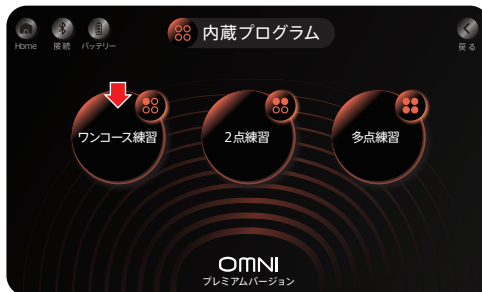 内蔵プログラム
Home
接続
バッテリー
戻る
ワンコース練習
2点練習
多点練習
OMNI
プレミアムバージョン